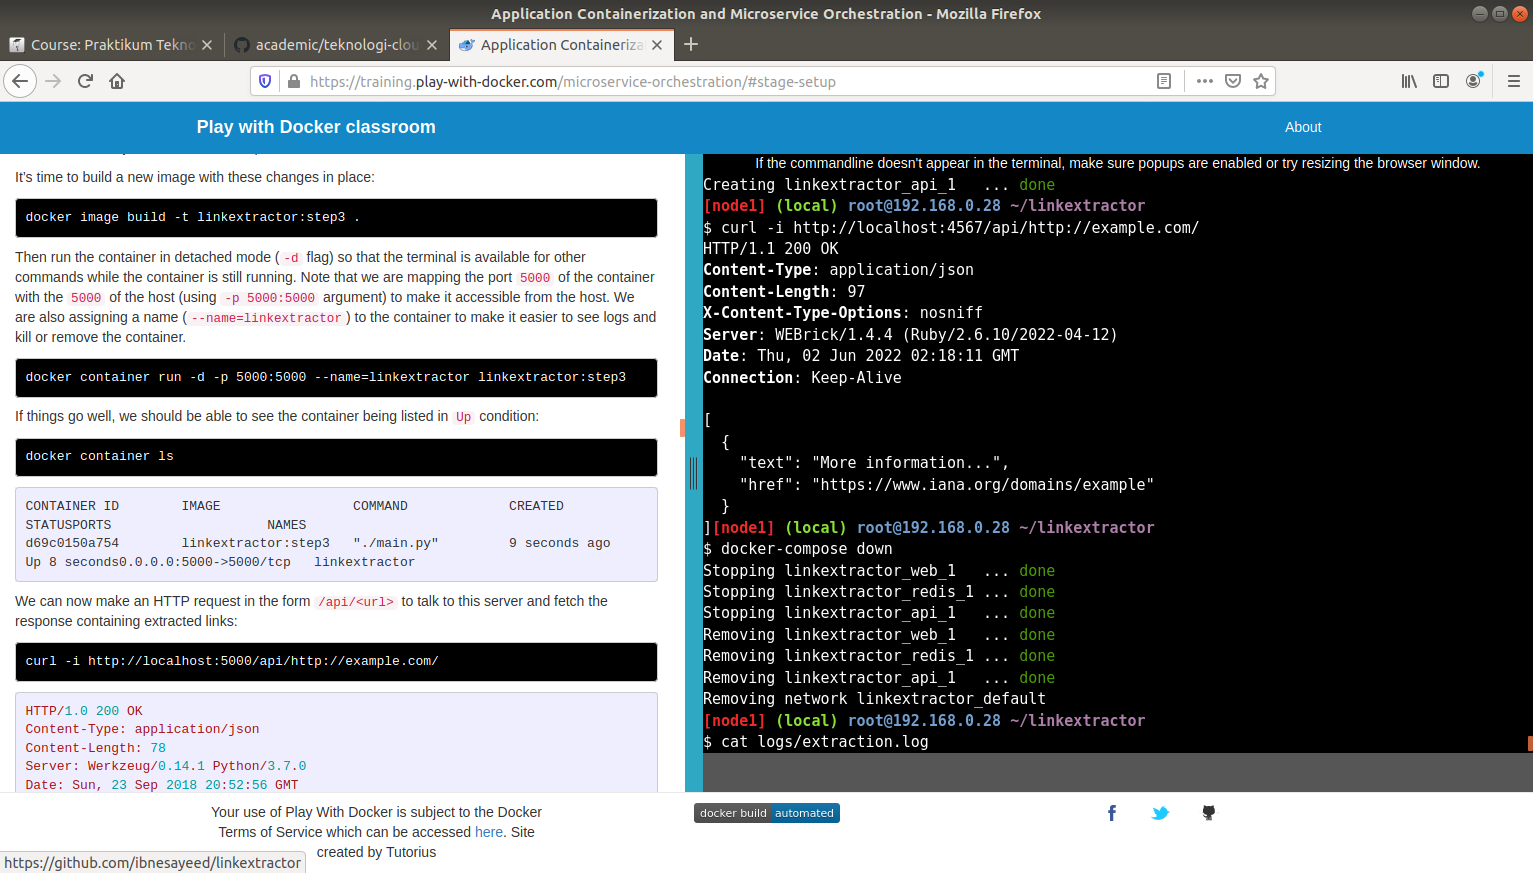 Application Containerization and Microservice Orchestration - Mozilla Firefox
Course: Praktikum Tekno
academic/teknologi-clou
Application Containeriza
https://training.play-with-docker.com/microservice-orchestration/#stage-setup
Play with Docker classroom
About
It's time to build a new image with these changes in place:
docker image build -t linkextractor:step3 .
Then run the container in detached mode ( -d flag) so that the terminal is available for other
commands while the container is still running. Note that we are mapping the port 5000 of the container
with the 5000 of the host (using -p 5000:5000 argument) to make it accessible from the host. We
are also assigning a name ( --name=linkextractor ) to the container to make it easier to see logs and
kill or remove the container.
docker container run -d -p 5000:5000 --name=linkextractor linkextractor:step3
If things go well, we should be able to see the container being listed in Up condition:
docker container ls
CONTAINER ID        IMAGE                 COMMAND             CREATED
STATUSPORTS                    NAMES
d69c0150a754        linkextractor:step3   "./main.py"         9 seconds ago
Up 8 seconds0.0.0.0:5000->5000/tcp   linkextractor
We can now make an HTTP request in the form /api/<url> to talk to this server and fetch the
response containing extracted links:
curl -i http://localhost:5000/api/http://example.com/
HTTP/1.0 200 OK
Content-Type: application/json
Content-Length: 78
Server: Werkzeug/0.14.1 Python/3.7.0
Date: Sun, 23 Sep 2018 20:52:56 GMT
If the commandline doesn't appear in the terminal, make sure popups are enabled or try resizing the browser window.
Creating linkextractor_api_1   ... done
[node1] (local) root@192.168.0.28 ~/linkextractor
$ curl -i http://localhost:4567/api/http://example.com/
HTTP/1.1 200 OK
Content-Type: application/json
Content-Length: 97
X-Content-Type-Options: nosniff
Server: WEBrick/1.4.4 (Ruby/2.6.10/2022-04-12)
Date: Thu, 02 Jun 2022 02:18:11 GMT
Connection: Keep-Alive
[
  {
    "text": "More information...",
    "href": "https://www.iana.org/domains/example"
  }
][node1] (local) root@192.168.0.28 ~/linkextractor
$ docker-compose down
Stopping linkextractor_web_1   ... done
Stopping linkextractor_redis_1 ... done
Stopping linkextractor_api_1   ... done
Removing linkextractor_web_1   ... done
Removing linkextractor_redis_1 ... done
Removing linkextractor_api_1   ... done
Removing network linkextractor_default
[node1] (local) root@192.168.0.28 ~/linkextractor
$ cat logs/extraction.log
Your use of Play With Docker is subject to the Docker
Terms of Service which can be accessed here. Site
created by Tutorius
docker build automated
https://github.com/ibnesayeed/linkextractor